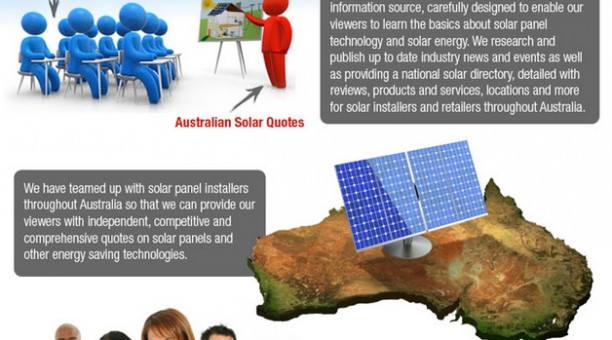 information source, carefully designed to enable our
viewers to learn the basics about solar panel
technology and solar energy. We research and
publish up to date industry news and events as well
as providing a national solar directory, detailed with
reviews, products and services, locations and more
for solar installers and retailers throughout Australia.
Australian Solar Quotes
We have teamed up with solar panel installers
throughout Australia so that we can provide our
viewers with independent, competitive and
comprehensive quotes on solar panels and
other energy saving technologies.